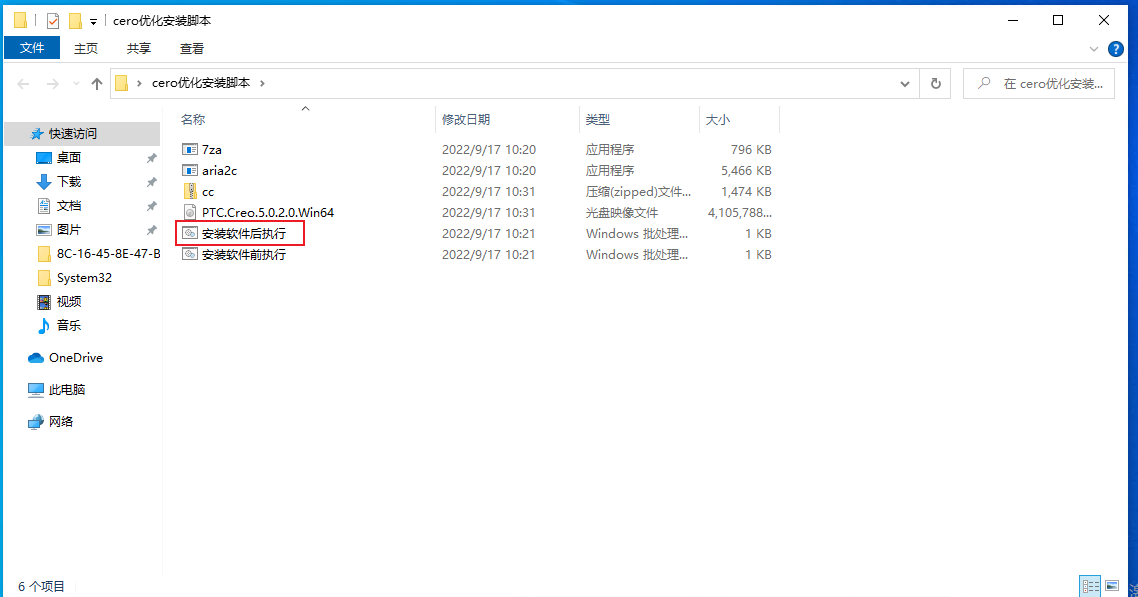 cero优化安装脚本
文件 主页 共享 查看
cero优化安装脚本 在 cero优化安装...
名称 修改日期 类型 大小
快速访问
桌面
下载
文档
图片
8C-16-45-8E-47-B
System32
视频
音乐
OneDrive
此电脑
网络
7za 2022/9/17 10:20 应用程序 796 KB
aria2c 2022/9/17 10:20 应用程序 5,466 KB
cc 2022/9/17 10:31 压缩(zipped)文件... 1,474 KB
PTC.Creo.5.0.2.0.Win64 2022/9/17 10:31 光盘映像文件 4,105,788...
安装软件后执行 2022/9/17 10:21 Windows 批处理... 1 KB
安装软件前执行 2022/9/17 10:21 Windows 批处理... 1 KB
6 个项目